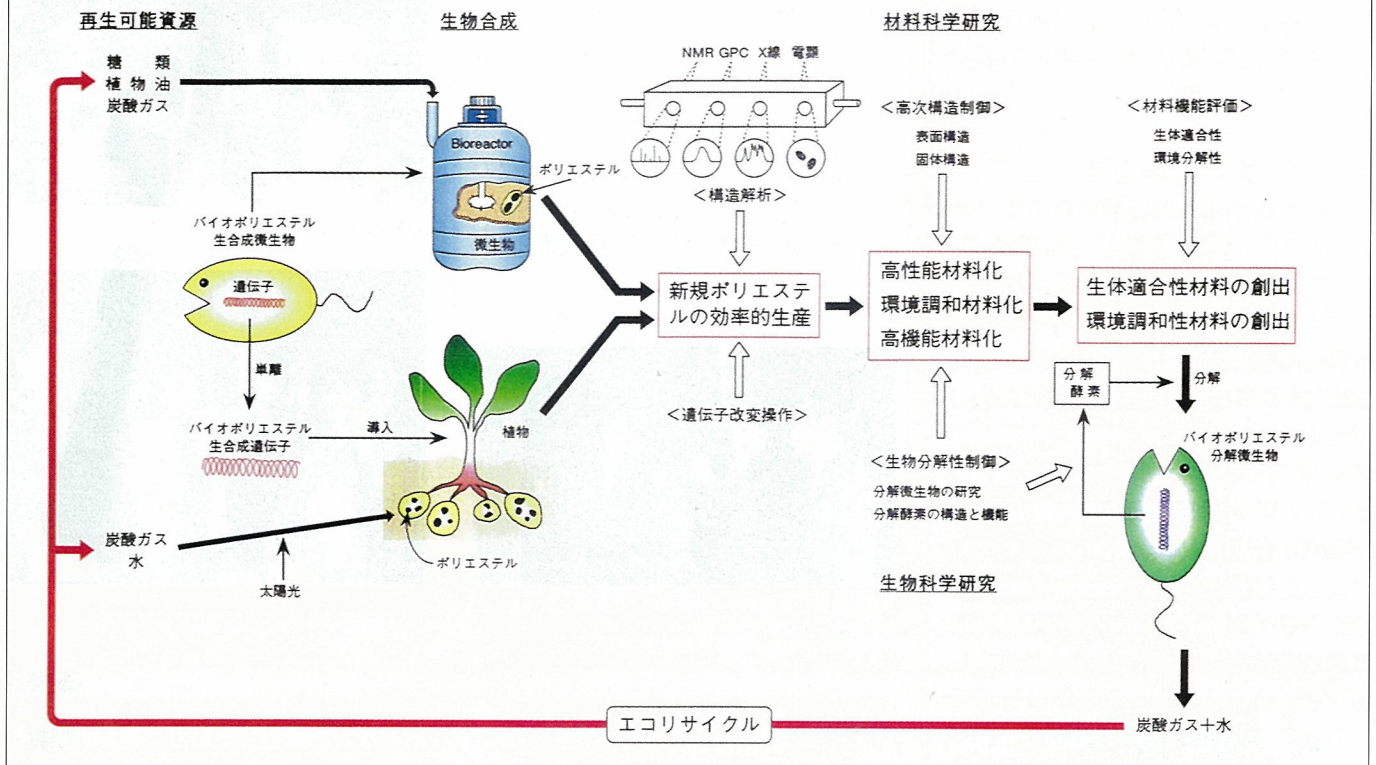 再生可能資源
生物合成
材料科学研究
糖　類
植物油
炭酸ガス
Bioreactor
ポリエステル
微生物
バイオポリエステル
生合成微生物
遺伝子
単離
バイオポリエステル
生合成遺伝子
導入
植物
炭酸ガス
水
太陽光
ポリエステル
NMR GPC X線 電顕
＜構造解析＞
新規ポリエステ
ルの効率的生産
＜遺伝子改変操作＞
＜高次構造制御＞
表面構造
固体構造
高性能材料化
環境調和材料化
高機能材料化
＜生物分解性制御＞
分解微生物の研究
分解酵素の構造と機能
生物科学研究
＜材料機能評価＞
生体適合性
環境分解性
生体適合性材料の創出
環境調和性材料の創出
分解
酵素
分解
バイオポリエステル
分解微生物
炭酸ガス＋水
エコリサイクル